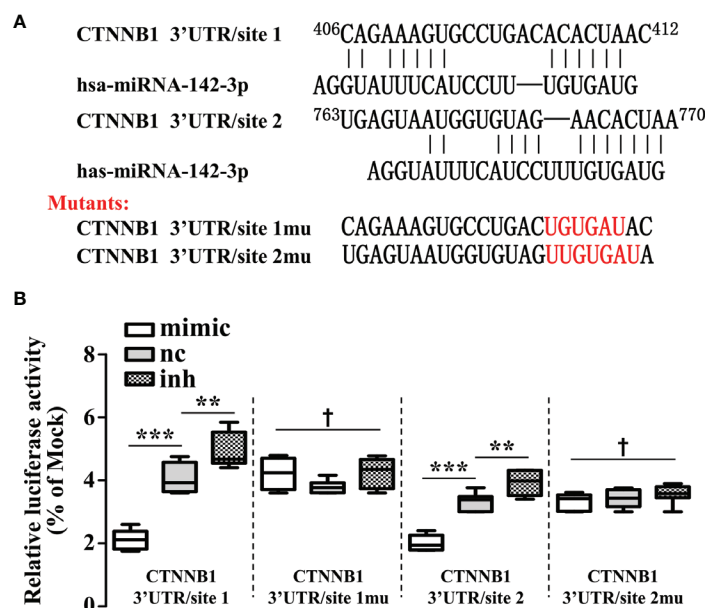 A
CTNNB1 3'UTR/site 1 406CAGAAAGUGCCUGACACACUAAC412
hsa-miRNA-142-3p AGGUAUUUCAUCCUU—UGUGAUG
CTNNB1 3'UTR/site 2 763UGAGUAAUGGUGUAG—AACACUAA770
has-miRNA-142-3p AGGUAUUUCAUCCUUUGUGAUG
Mutants:
CTNNB1 3'UTR/site 1mu CAGAAAGUGCCUGACUGUGAUAC
CTNNB1 3'UTR/site 2mu UGAGUAAUGGUGUAGUUGUGAUA
B
Relative luciferase activity
(% of Mock)
8
6
4
2
0
mimic
nc
inh
*** ** † *** ** †
CTNNB1 CTNNB1 CTNNB1 CTNNB1
3'UTR/site 1 3'UTR/site 1mu 3'UTR/site 2 3'UTR/site 2mu